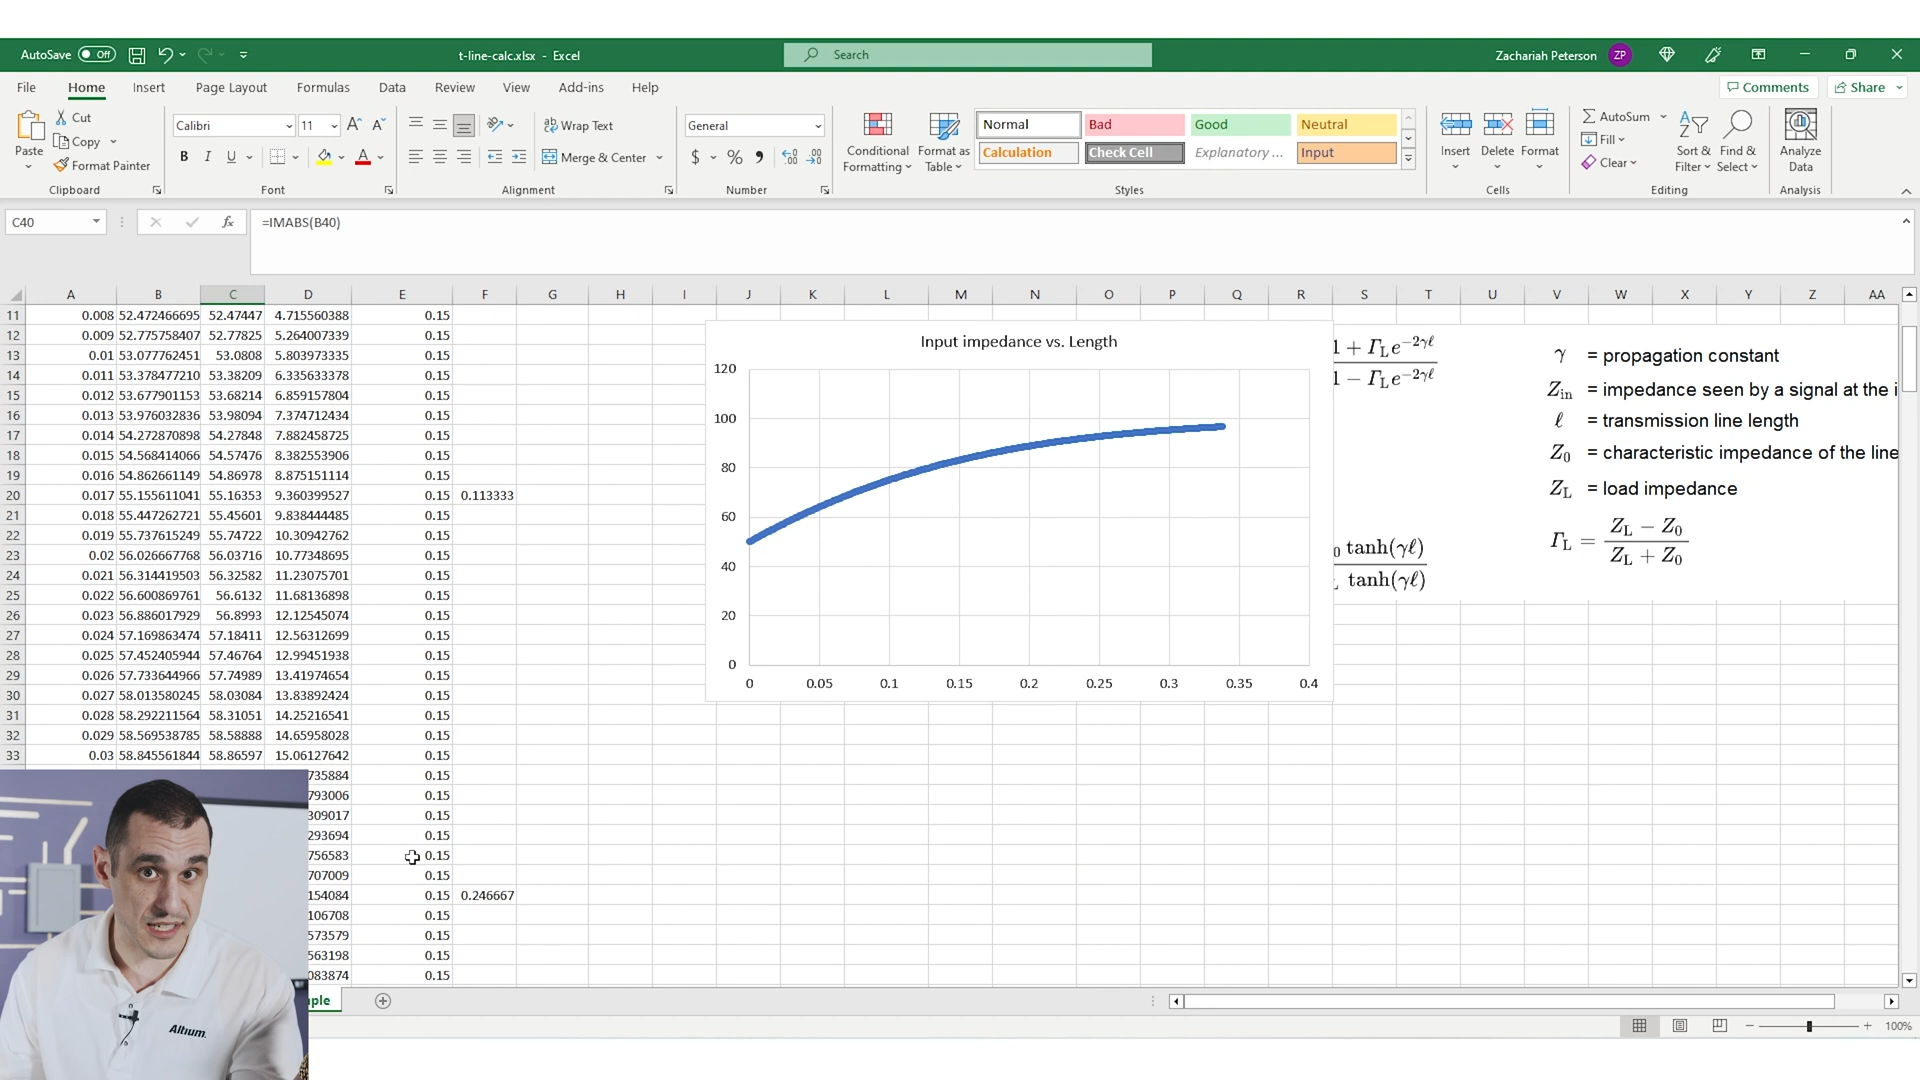 AutoSave Off t-line-calc.xlsx - Excel Search Zachariah Peterson ZP
File Home Insert Page Layout Formulas Data Review View Add-ins Help Comments Share
Paste Cut Copy Format Painter
Calibri 11 B I U
Wrap Text Merge & Center
General $ %
Conditional Formatting Format as Table
Normal Bad Good Neutral
Calculation Check Cell Explanatory ... Input
Insert Delete Format
AutoSum Fill Clear Sort & Filter Find & Select
Analyze Data
Clipboard Font Alignment Number Styles Cells Editing Analysis
C40 fx =IMABS(B40)
A B C D E F G H I J K L M N O P Q R S T U V W X Y Z AA
11 0.008 52.472466695 52.47447 4.715560388 0.15
12 0.009 52.775758407 52.77825 5.264007339 0.15
13 0.01 53.077762451 53.0808 5.803973335 0.15
14 0.011 53.378477210 53.38209 6.335633378 0.15
15 0.012 53.677901153 53.68214 6.859157804 0.15
16 0.013 53.976032836 53.98094 7.374712434 0.15
17 0.014 54.272870898 54.27848 7.882458725 0.15
18 0.015 54.568414066 54.57476 8.382553906 0.15
19 0.016 54.862661149 54.86978 8.875151114 0.15
20 0.017 55.155611041 55.16353 9.360399527 0.15 0.113333
21 0.018 55.447262721 55.45601 9.838444485 0.15
22 0.019 55.737615249 55.74722 10.30942762 0.15
23 0.02 56.026667768 56.03716 10.77348695 0.15
24 0.021 56.314419503 56.32582 11.23075701 0.15
25 0.022 56.600869761 56.6132 11.68136898 0.15
26 0.023 56.886017929 56.8993 12.12545074 0.15
27 0.024 57.169863474 57.18411 12.56312699 0.15
28 0.025 57.452405944 57.46764 12.99451938 0.15
29 0.026 57.733644966 57.74989 13.41974654 0.15
30 0.027 58.013580245 58.03084 13.83892424 0.15
31 0.028 58.292211564 58.31051 14.25216541 0.15
32 0.029 58.569538785 58.58888 14.65958028 0.15
33 0.03 58.845561844 58.86597 15.06127642 0.15
735884 0.15
793006 0.15
309017 0.15
293694 0.15
756583 0.15
707009 0.15
154084 0.15 0.246667
106708 0.15
573579 0.15
563198 0.15
083874 0.15
Input impedance vs. Length
120
100
80
60
40
20
0
0 0.05 0.1 0.15 0.2 0.25 0.3 0.35 0.4
1 + Γ_L e^{−2γℓ}
1 − Γ_L e^{−2γℓ}
0 tanh(γℓ)
L tanh(γℓ)
γ = propagation constant
Z_in = impedance seen by a signal at the i
ℓ = transmission line length
Z_0 = characteristic impedance of the line
Z_L = load impedance
Γ_L = Z_L − Z_0
Z_L + Z_0
Altium.
ple
100%